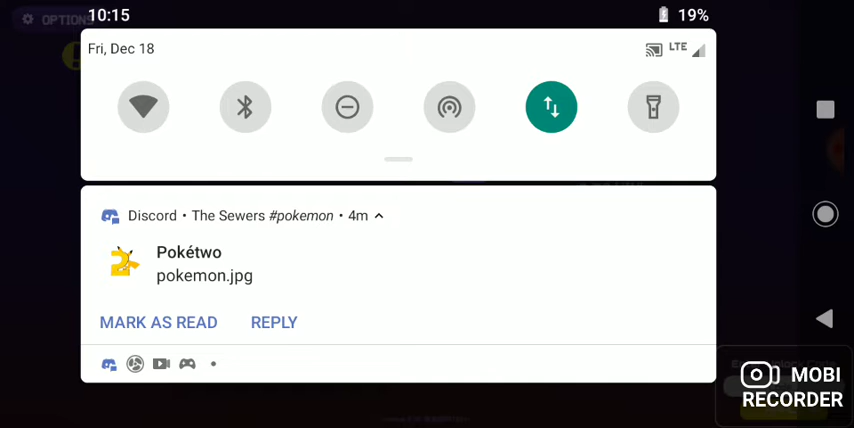 OPTIONS
10:15
19%
Fri, Dec 18
LTE
Discord • The Sewers #pokemon • 4m
Pokétwo
pokemon.jpg
MARK AS READ
REPLY
MOBI
RECORDER